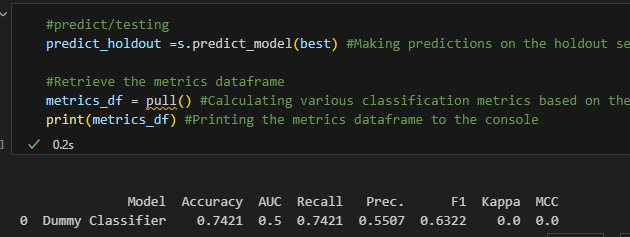 #predict/testing
predict_holdout =s.predict_model(best) #Making predictions on the holdout se
#Retrieve the metrics dataframe
metrics_df = pull() #Calculating various classification metrics based on the
print(metrics_df) #Printing the metrics dataframe to the console
] ✓ 0.2s
Model Accuracy AUC Recall Prec. F1 Kappa MCC
0 Dummy Classifier 0.7421 0.5 0.7421 0.5507 0.6322 0.0 0.0